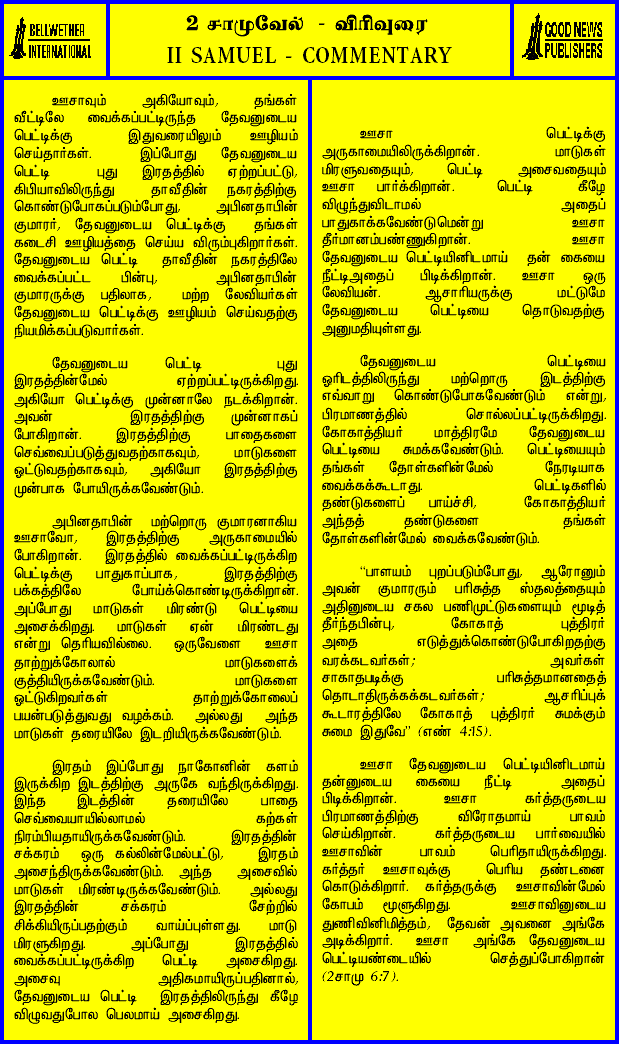 BELLWETHER
INTERNATIONAL
2 சாமுவேல் - விரிவுரை
II SAMUEL - COMMENTARY
GOOD NEWS
PUBLISHERS
ஊசாவும் அகியோவும், தங்கள்
வீட்டிலே வைக்கப்பட்டிருந்த தேவனுடைய
பெட்டிக்கு இதுவரையிலும் ஊழியம்
செய்தார்கள். இப்போது தேவனுடைய
பெட்டி புது இரதத்தில் ஏற்றப்பட்டு,
கிபியாவிலிருந்து தாவீதின் நகரத்திற்கு
கொண்டுபோகப்படும்போது, அபினதாபின்
குமாரர், தேவனுடைய பெட்டிக்கு தங்கள்
கடைசி ஊழியத்தை செய்ய விரும்புகிறார்கள்.
தேவனுடைய பெட்டி தாவீதின் நகரத்திலே
வைக்கப்பட்ட பின்பு, அபினதாபின்
குமாரருக்கு பதிலாக, மற்ற லேவியர்கள்
தேவனுடைய பெட்டிக்கு ஊழியம் செய்வதற்கு
நியமிக்கப்படுவார்கள்.
தேவனுடைய பெட்டி புது
இரதத்தின்மேல் ஏற்றப்பட்டிருக்கிறது.
அகியோ பெட்டிக்கு முன்னாலே நடக்கிறான்.
அவன் இரதத்திற்கு முன்னாகப்
போகிறான். இரதத்திற்கு பாதைகளை
செவ்வைப்படுத்துவதற்காகவும், மாடுகளை
ஓட்டுவதற்காகவும், அகியோ இரதத்திற்கு
முன்பாக போயிருக்கவேண்டும்.
அபினதாபின் மற்றொரு குமாரனாகிய
ஊசாவோ, இரதத்திற்கு அருகாமையில்
போகிறான். இரதத்தில் வைக்கப்பட்டிருக்கிற
பெட்டிக்கு பாதுகாப்பாக, இரதத்திற்கு
பக்கத்திலே போய்க்கொண்டிருக்கிறான்.
அப்போது மாடுகள் மிரண்டு பெட்டியை
அசைக்கிறது. மாடுகள் ஏன் மிரண்டது
என்று தெரியவில்லை. ஒருவேளை ஊசா
தாற்றுக்கோலால் மாடுகளைக்
குத்தியிருக்கவேண்டும். மாடுகளை
ஓட்டுகிறவர்கள் தாற்றுக்கோலைப்
பயன்படுத்துவது வழக்கம். அல்லது அந்த
மாடுகள் தரையிலே இடறியிருக்கவேண்டும்.
இரதம் இப்போது நாகோனின் களம்
இருக்கிற இடத்திற்கு அருகே வந்திருக்கிறது.
இந்த இடத்தின் தரையிலே பாதை
செவ்வையாயில்லாமல் கற்கள்
நிரம்பியதாயிருக்கவேண்டும். இரதத்தின்
சக்கரம் ஒரு கல்லின்மேல்பட்டு, இரதம்
அசைந்திருக்கவேண்டும். அந்த அசைவில்
மாடுகள் மிரண்டிருக்கவேண்டும். அல்லது
இரதத்தின் சக்கரம் சேற்றில்
சிக்கியிருப்பதற்கும் வாய்ப்புள்ளது. மாடு
மிரளுகிறது. அப்போது இரதத்தில்
வைக்கப்பட்டிருக்கிற பெட்டி அசைகிறது.
அசைவு அதிகமாயிருப்பதினால்,
தேவனுடைய பெட்டி இரதத்திலிருந்து கீழே
விழுவதுபோல பெலமாய் அசைகிறது.
ஊசா பெட்டிக்கு
அருகாமையிலிருக்கிறான். மாடுகள்
மிரளுவதையும், பெட்டி அசைவதையும்
ஊசா பார்க்கிறான். பெட்டி கீழே
விழுந்துவிடாமல் அதைப்
பாதுகாக்கவேண்டுமென்று ஊசா
தீர்மானம்பண்ணுகிறான். ஊசா
தேவனுடைய பெட்டியினிடமாய் தன் கையை
நீட்டிஅதைப் பிடிக்கிறான். ஊசா ஒரு
லேவியன். ஆசாரியருக்கு மட்டுமே
தேவனுடைய பெட்டியை தொடுவதற்கு
அனுமதியுள்ளது.
தேவனுடைய பெட்டியை
ஓரிடத்திலிருந்து மற்றொரு இடத்திற்கு
எவ்வாறு கொண்டுபோகவேண்டும் என்று,
பிரமாணத்தில் சொல்லப்பட்டிருக்கிறது.
கோகாத்தியர் மாத்திரமே தேவனுடைய
பெட்டியை சுமக்கவேண்டும். பெட்டியையும்
தங்கள் தோள்களின்மேல் நேரடியாக
வைக்கக்கூடாது. பெட்டிகளில்
தண்டுகளைப் பாய்ச்சி, கோகாத்தியர்
அந்தத் தண்டுகளை தங்கள்
தோள்களின்மேல் வைக்கவேண்டும்.
"பாளயம் புறப்படும்போது, ஆரோனும்
அவன் குமாரரும் பரிசுத்த ஸ்தலத்தையும்
அதினுடைய சகல பணிமுட்டுகளையும் மூடித்
தீர்ந்தபின்பு, கோகாத் புத்திரர்
அதை எடுத்துக்கொண்டுபோகிறதற்கு
வரக்கடவர்கள்; அவர்கள்
சாகாதபடிக்கு பரிசுத்தமானதைத்
தொடாதிருக்கக்கடவர்கள்; ஆசரிப்புக்
கூடாரத்திலே கோகாத் புத்திரர் சுமக்கும்
சுமை இதுவே" (எண் 4:15).
ஊசா தேவனுடைய பெட்டியினிடமாய்
தன்னுடைய கையை நீட்டி அதைப்
பிடிக்கிறான். ஊசா கர்த்தருடைய
பிரமாணத்திற்கு விரோதமாய் பாவம்
செய்கிறான். கர்த்தருடைய பார்வையில்
ஊசாவின் பாவம் பெரிதாயிருக்கிறது.
கர்த்தர் ஊசாவுக்கு பெரிய தண்டனை
கொடுக்கிறார். கர்த்தருக்கு ஊசாவின்மேல்
கோபம் மூளுகிறது. ஊசாவினுடைய
துணிவினிமித்தம், தேவன் அவனை அங்கே
அடிக்கிறார். ஊசா அங்கே தேவனுடைய
பெட்டியண்டையில் செத்துப்போகிறான்
(2சாமு 6:7).